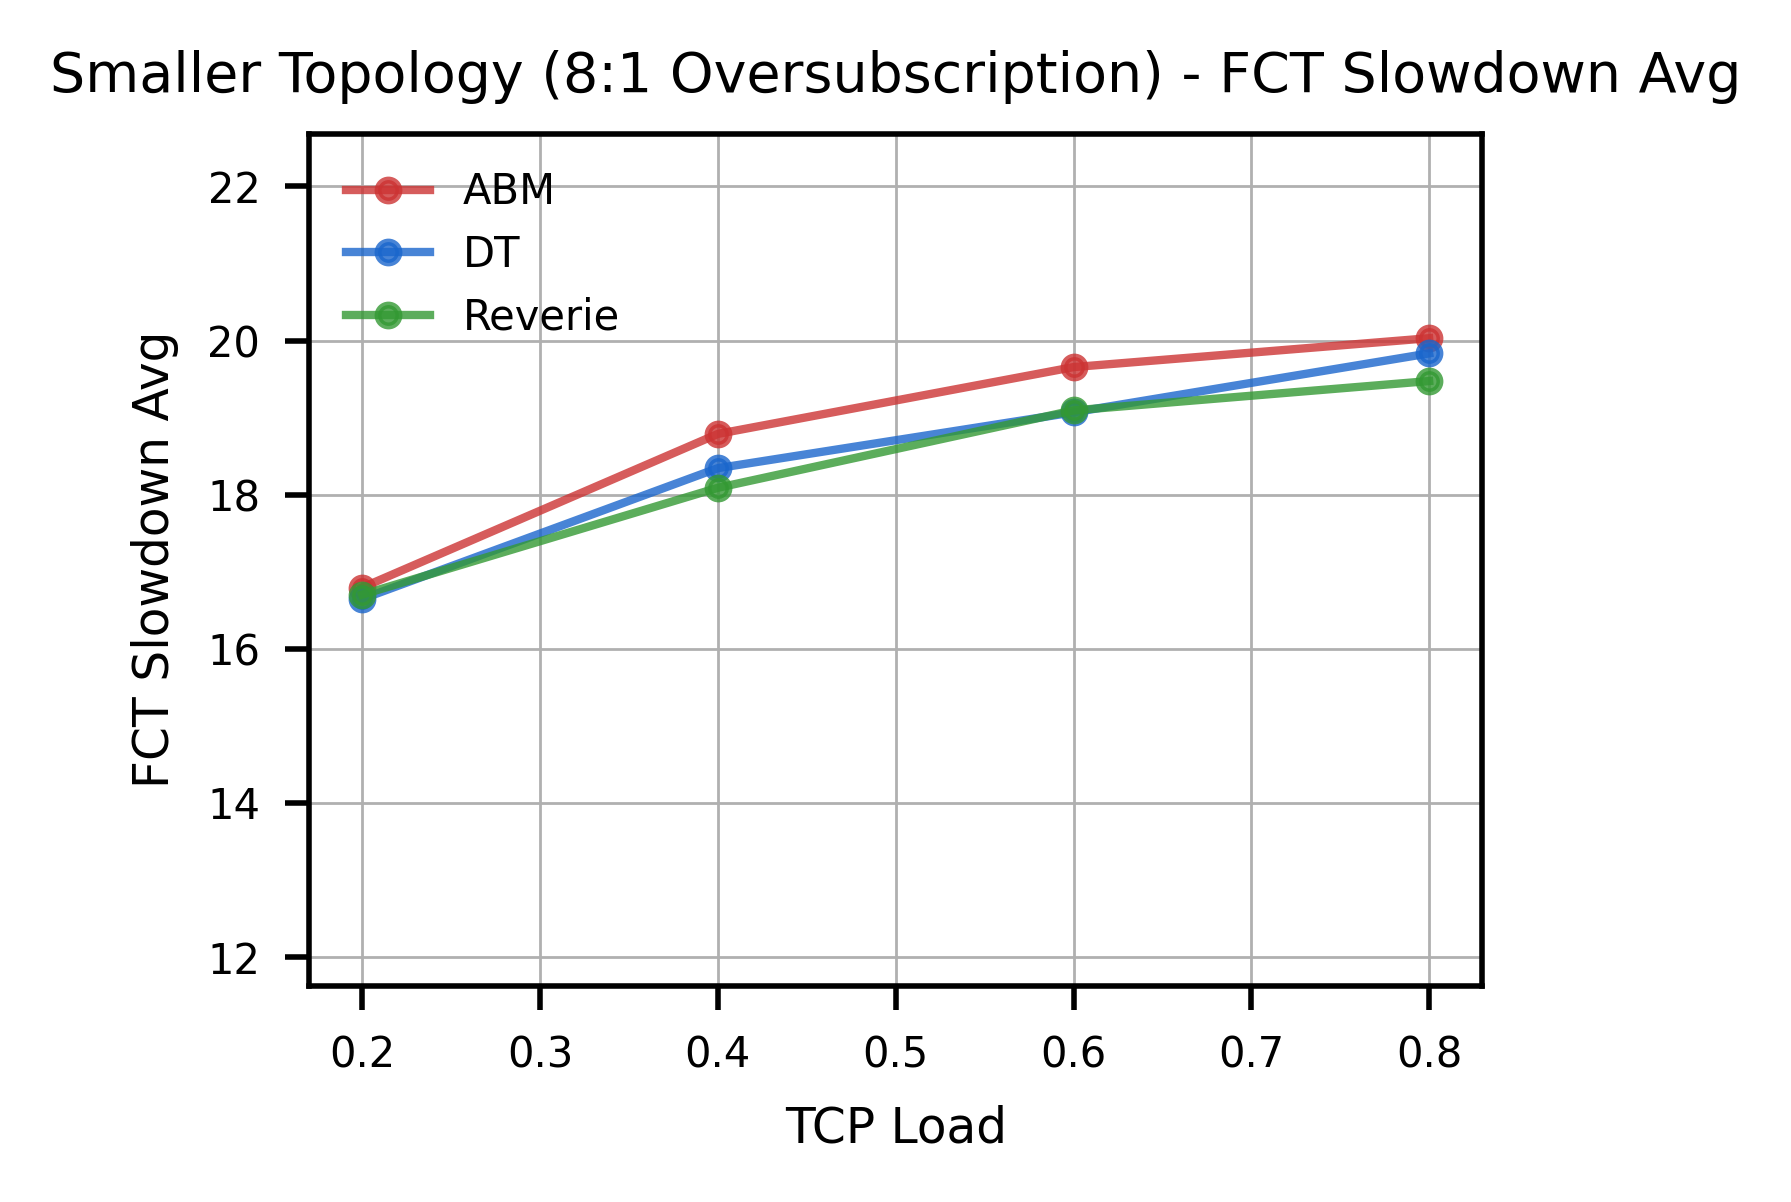 Smaller Topology (8:1 Oversubscription) - FCT Slowdown Avg
ABM
DT
Reverie
FCT Slowdown Avg
22
20
18
16
14
12
0.2 0.3 0.4 0.5 0.6 0.7 0.8
TCP Load